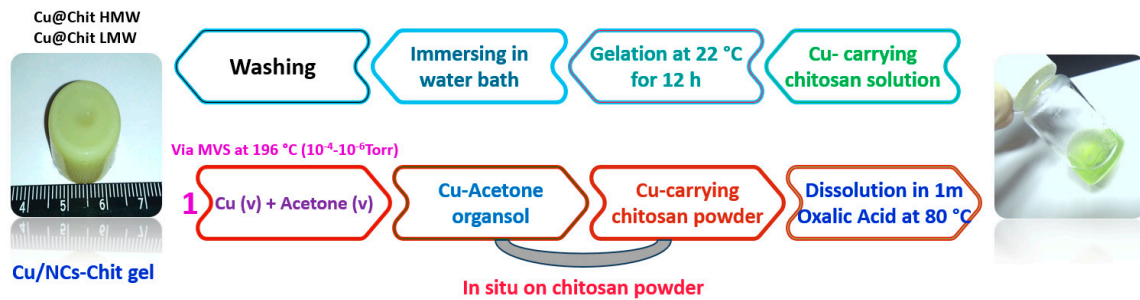 Cu@Chit HMW
Cu@Chit LMW
Washing
Immersing in
water bath
Gelation at 22 °C
for 12 h
Cu- carrying
chitosan solution
4 5 6 7
Cu/NCs-Chit gel
Via MVS at 196 °C (10⁻⁴-10⁻⁶Torr)
1
Cu (v) + Acetone (v)
Cu-Acetone
organsol
Cu-carrying
chitosan powder
Dissolution in 1m
Oxalic Acid at 80 °C
In situ on chitosan powder